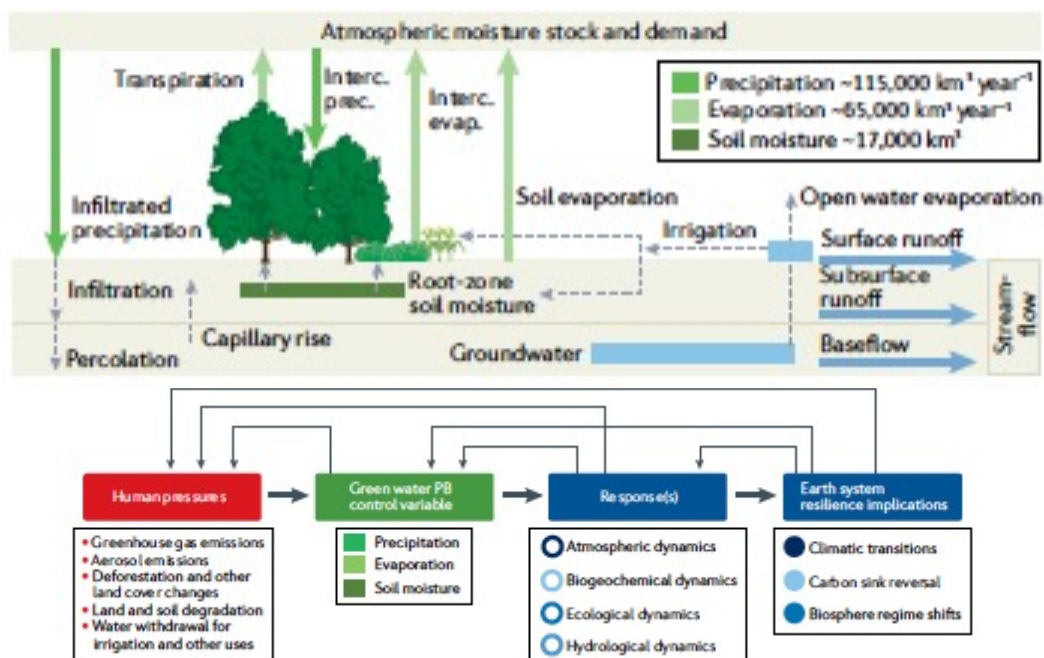 Atmospheric moisture stock and demand
Transpiration
Interc.
prec.
Interc.
evap.
Precipitation ~115,000 km³ year⁻¹
Evaporation ~65,000 km³ year⁻¹
Soil moisture ~17,000 km³
Infiltrated
precipitation
Soil evaporation
Open water evaporation
Irrigation
Surface runoff
Infiltration
Root-zone
soil moisture
Subsurface
runoff
Capillary rise
Percolation
Groundwater
Baseflow
Stream-
flow
Human pressures
Green water PB
control variable
Response(s)
Earth system
resilience implications
• Greenhouse gas emissions
• Aerosol emissions
• Deforestation and other
land cover changes
• Land and soil degradation
• Water withdrawal for
irrigation and other uses
Precipitation
Evaporation
Soil moisture
Atmospheric dynamics
Biogeochemical dynamics
Ecological dynamics
Hydrological dynamics
Climatic transitions
Carbon sink reversal
Biosphere regime shifts